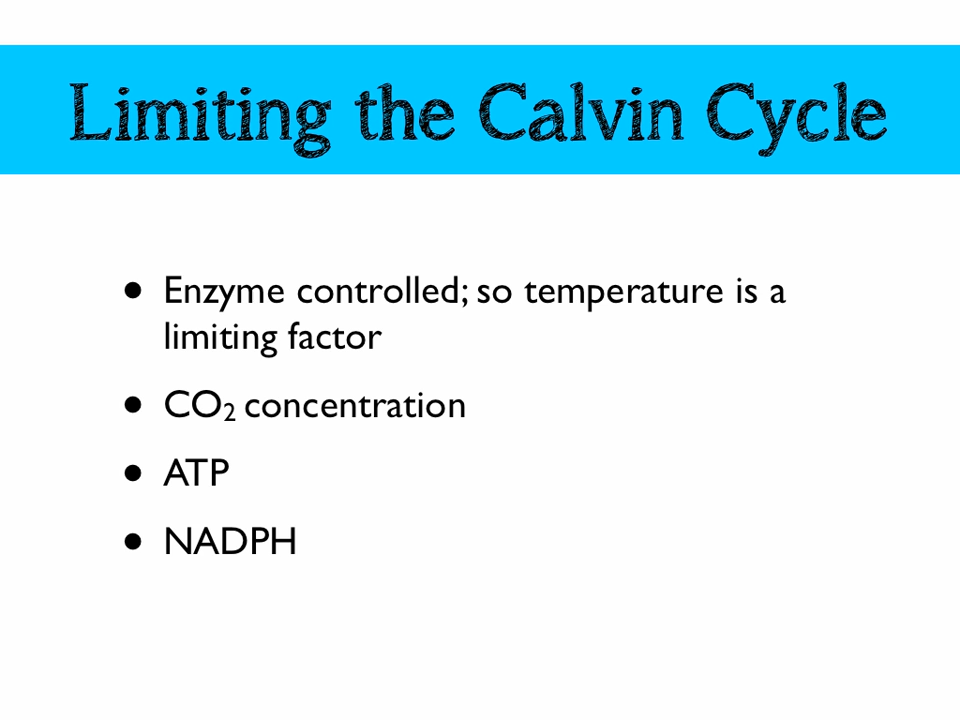 Limiting the Calvin Cycle
• Enzyme controlled; so temperature is a
limiting factor
• CO₂ concentration
• ATP
• NADPH